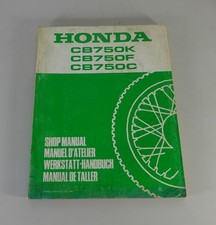 HONDA
CB750K
CB750F
CB750C
SHOP MANUAL
MANUEL D'ATELIER
WERKSTATT-HANDBUCH
MANUAL DE TALLER